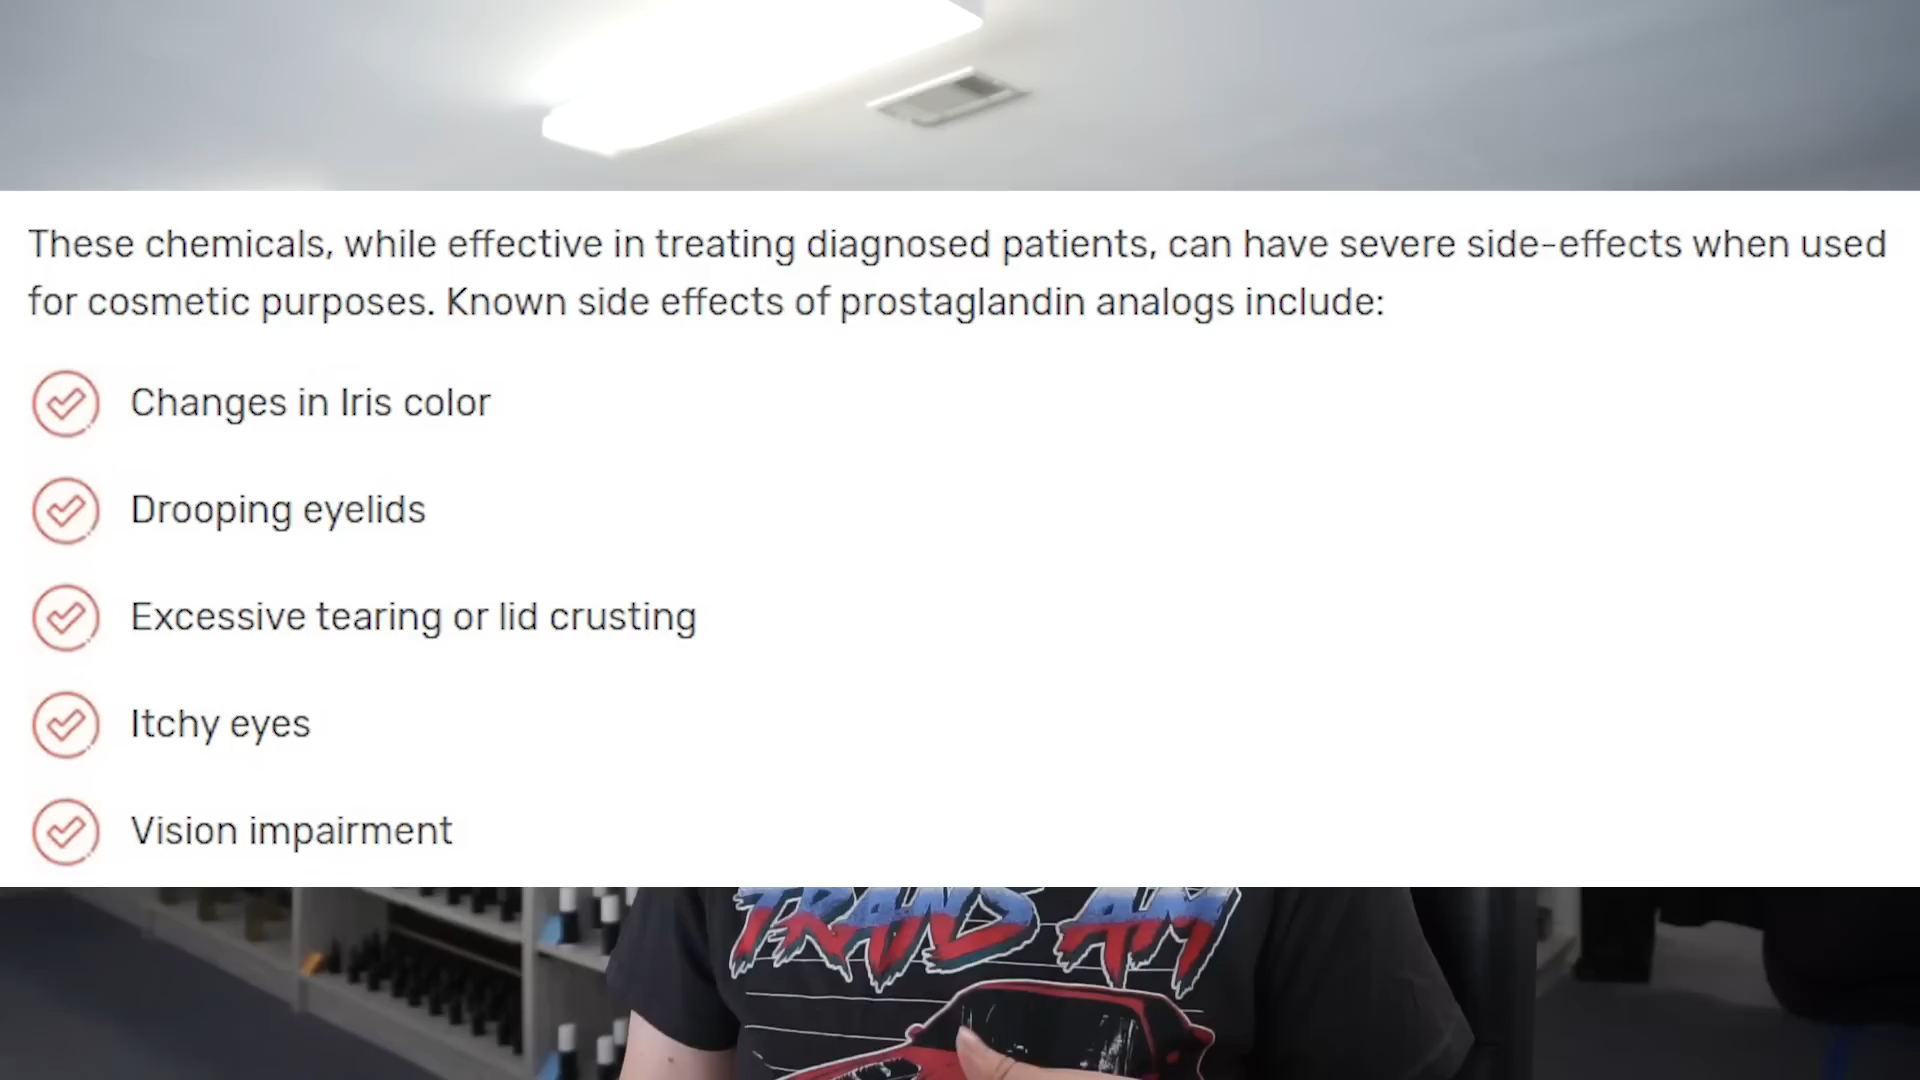 These chemicals, while effective in treating diagnosed patients, can have severe side-effects when used
for cosmetic purposes. Known side effects of prostaglandin analogs include:
Changes in Iris color
Drooping eyelids
Excessive tearing or lid crusting
Itchy eyes
Vision impairment
TRANS AM